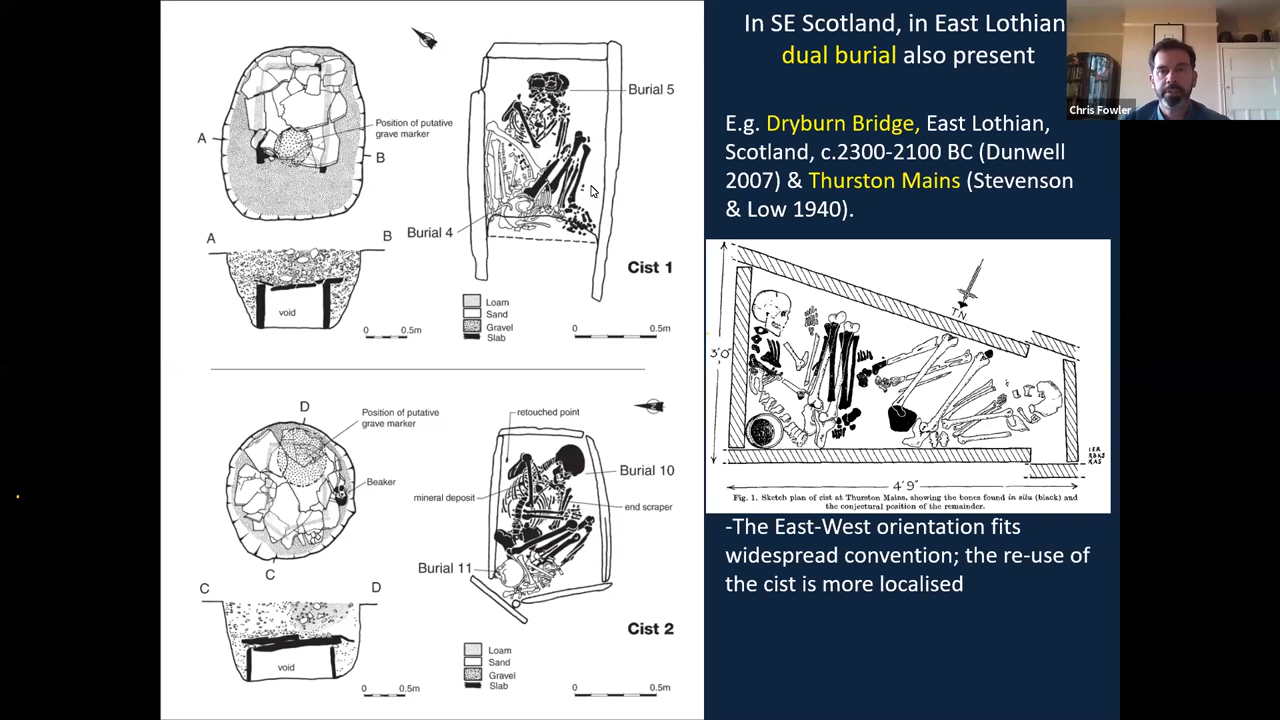 In SE Scotland, in East Lothian
dual burial also present
Chris Fowler
E.g. Dryburn Bridge, East Lothian,
Scotland, c.2300-2100 BC (Dunwell
2007) & Thurston Mains (Stevenson
& Low 1940).
A
Position of putative
grave marker
B
Burial 5
Burial 4
A
B
void
0 0.5m
Cist 1
Loam
Sand
Gravel
Slab
0 0.5m
D
Position of putative
grave marker
Beaker
C
retouched point
Burial 10
mineral deposit
end scraper
Burial 11
C
D
void
0 0.5m
Cist 2
Loam
Sand
Gravel
Slab
0 0.5m
TN
3'0"
4'9"
Fig. 1. Sketch plan of cist at Thurston Mains, showing the bones found in situ (black) and
the conjectural position of the remainder.
-The East-West orientation fits
widespread convention; the re-use of
the cist is more localised